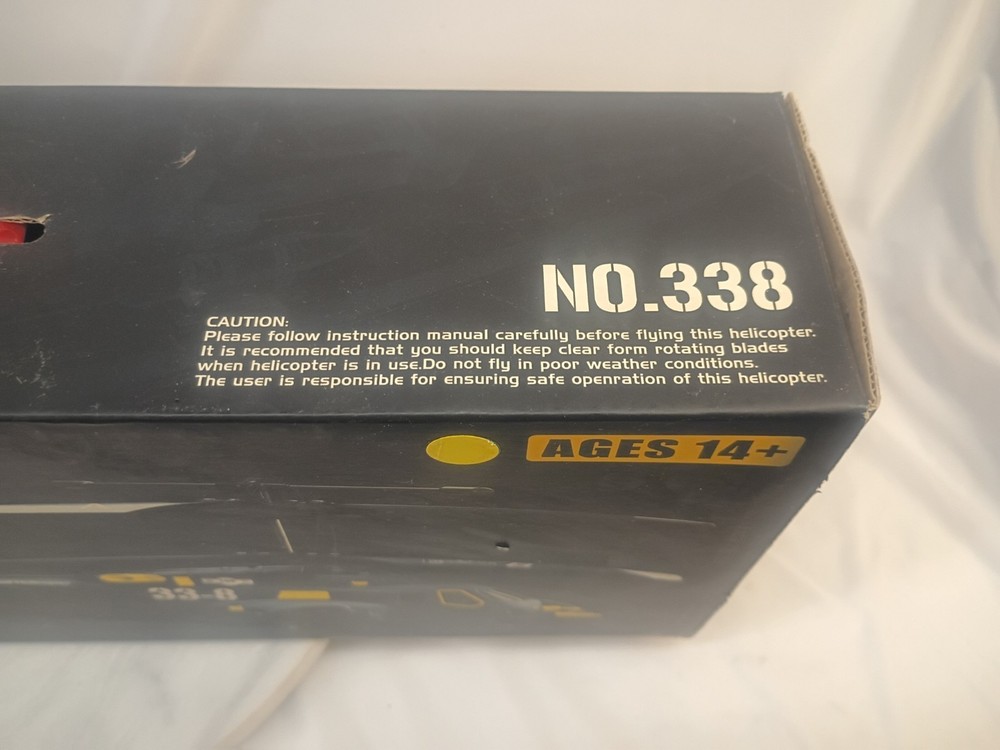 NO.338
CAUTION:
Please follow instruction manual carefully before flying this helicopter.
It is recommended that you should keep clear form rotating blades
when helicopter is in use.Do not fly in poor weather conditions.
The user is responsible for ensuring safe openration of this helicopter.
AGES 14+
33-8